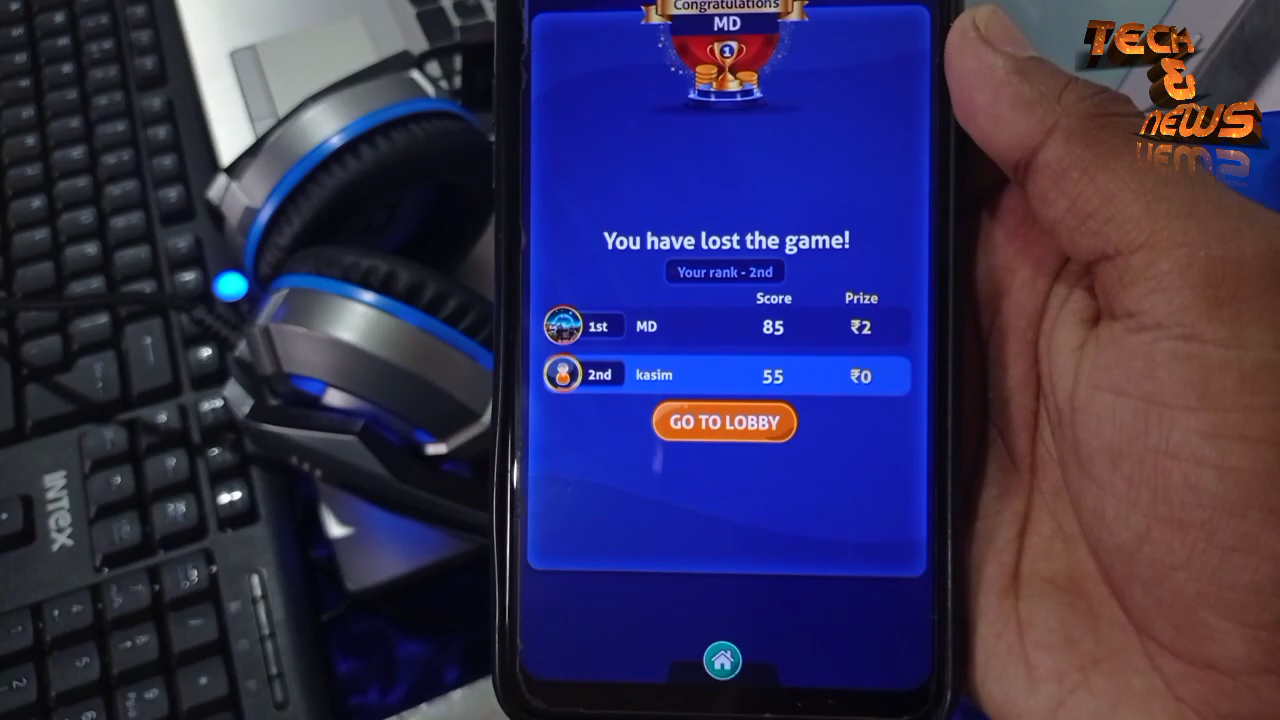 Congratulations
MD
1
You have lost the game!
Your rank - 2nd
Score Prize
1st MD 85 ₹2
2nd kasim 55 ₹0
GO TO LOBBY
TECH
&
NEWS
INTEX